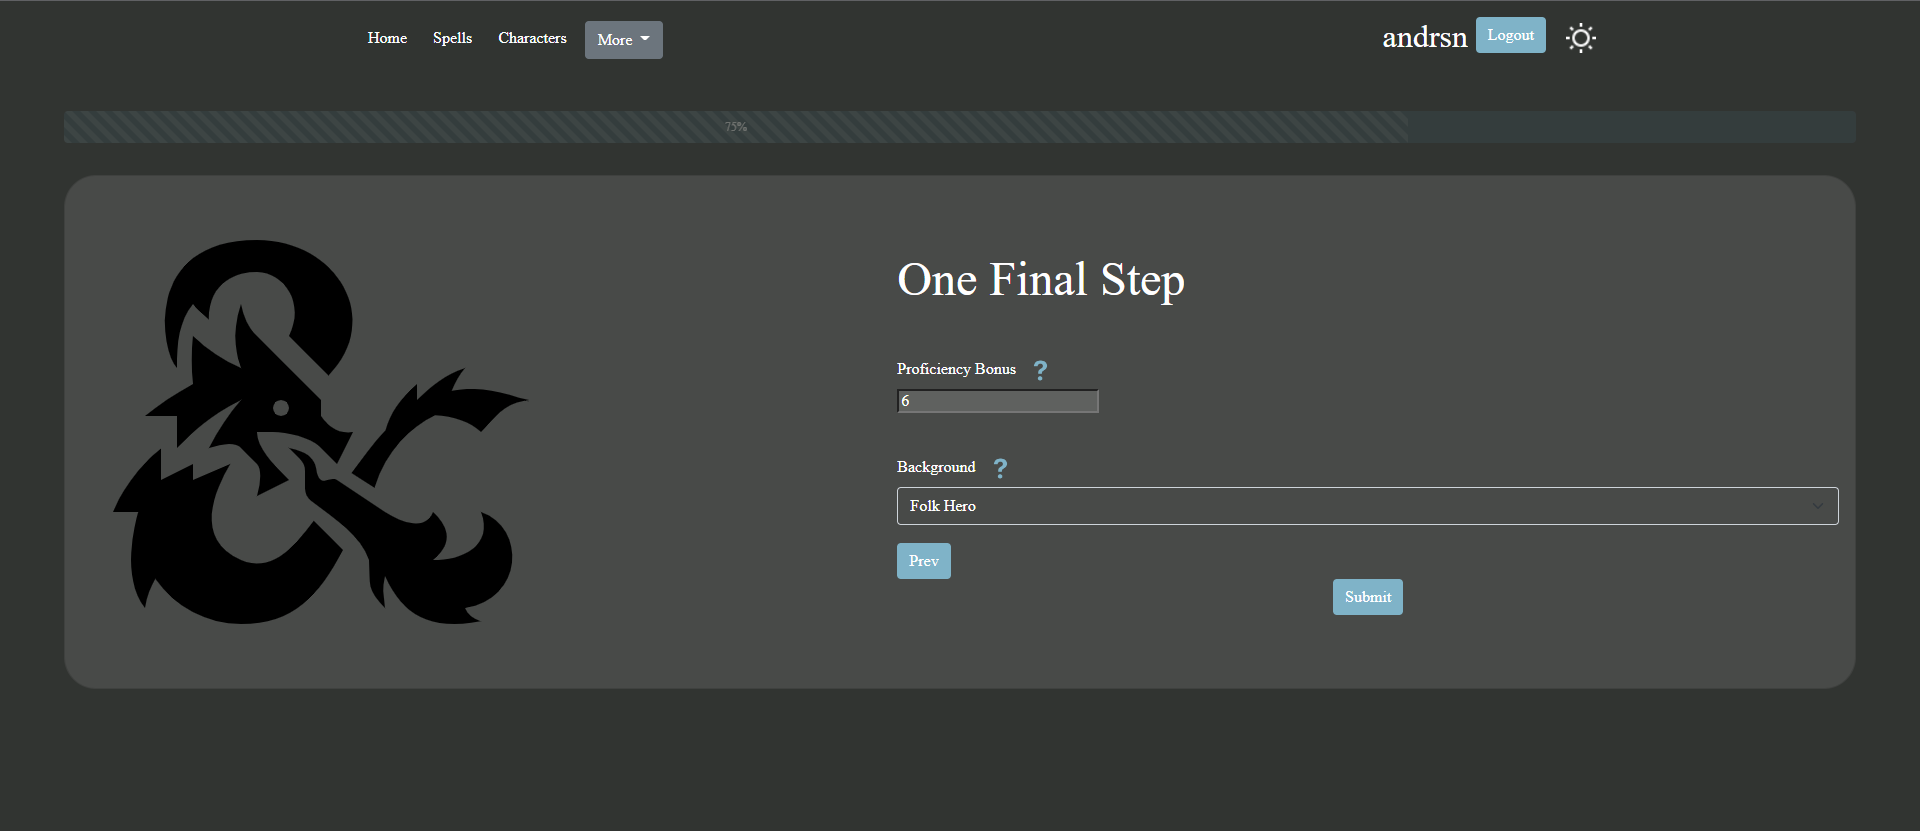 Home Spells Characters More andrsn Logout
75%
One Final Step
Proficiency Bonus ?
6
Background ?
Folk Hero
Prev
Submit